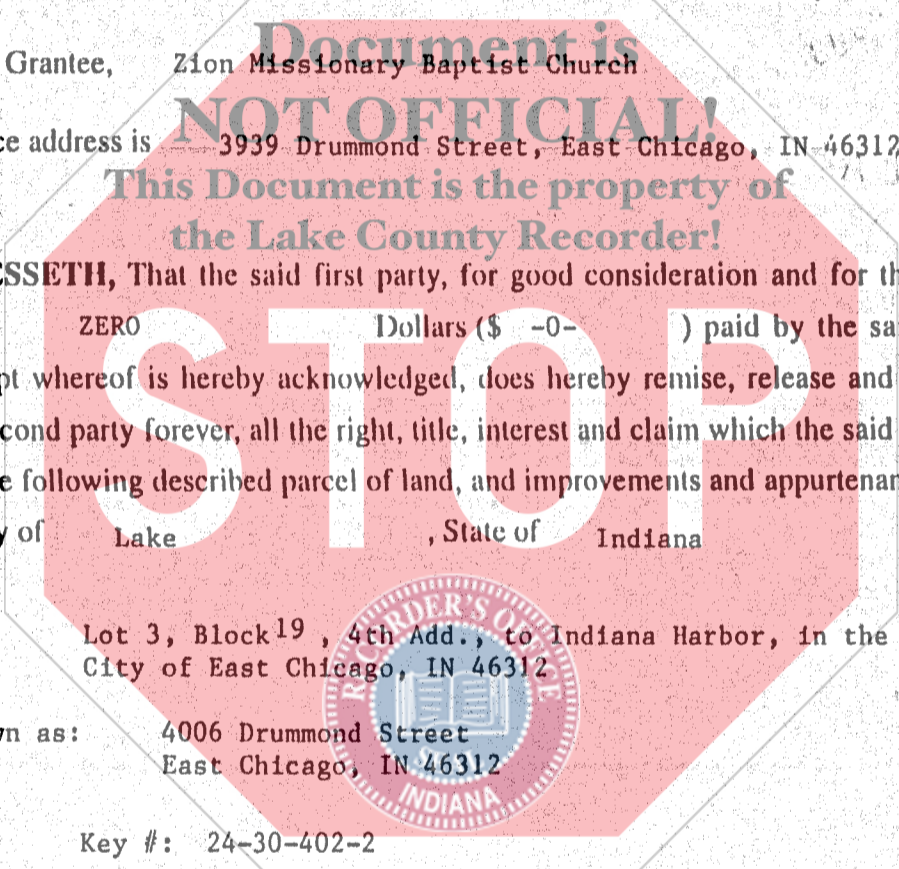 Document is
Grantee, Zion Missionary Baptist Church
NOT OFFICIAL!
ce address is 3939 Drummond Street, East Chicago, IN 46312
This Document is the property of
the Lake County Recorder!
ESSETH, That the said first party, for good consideration and for th
ZERO Dollars ($ -0- ) paid by the sa
pt whereof is hereby acknowledged, does hereby remise, release and
cond party forever, all the right, title, interest and claim which the said
e following described parcel of land, and improvements and appurtenan
y of Lake , State of Indiana
STOP
Lot 3, Block 19 , 4th Add., to Indiana Harbor, in the
City of East Chicago, IN 46312
wn as: 4006 Drummond Street
East Chicago, IN 46312
RECORDER'S OFFICE
SEAL
INDIANA
Key #: 24-30-402-2